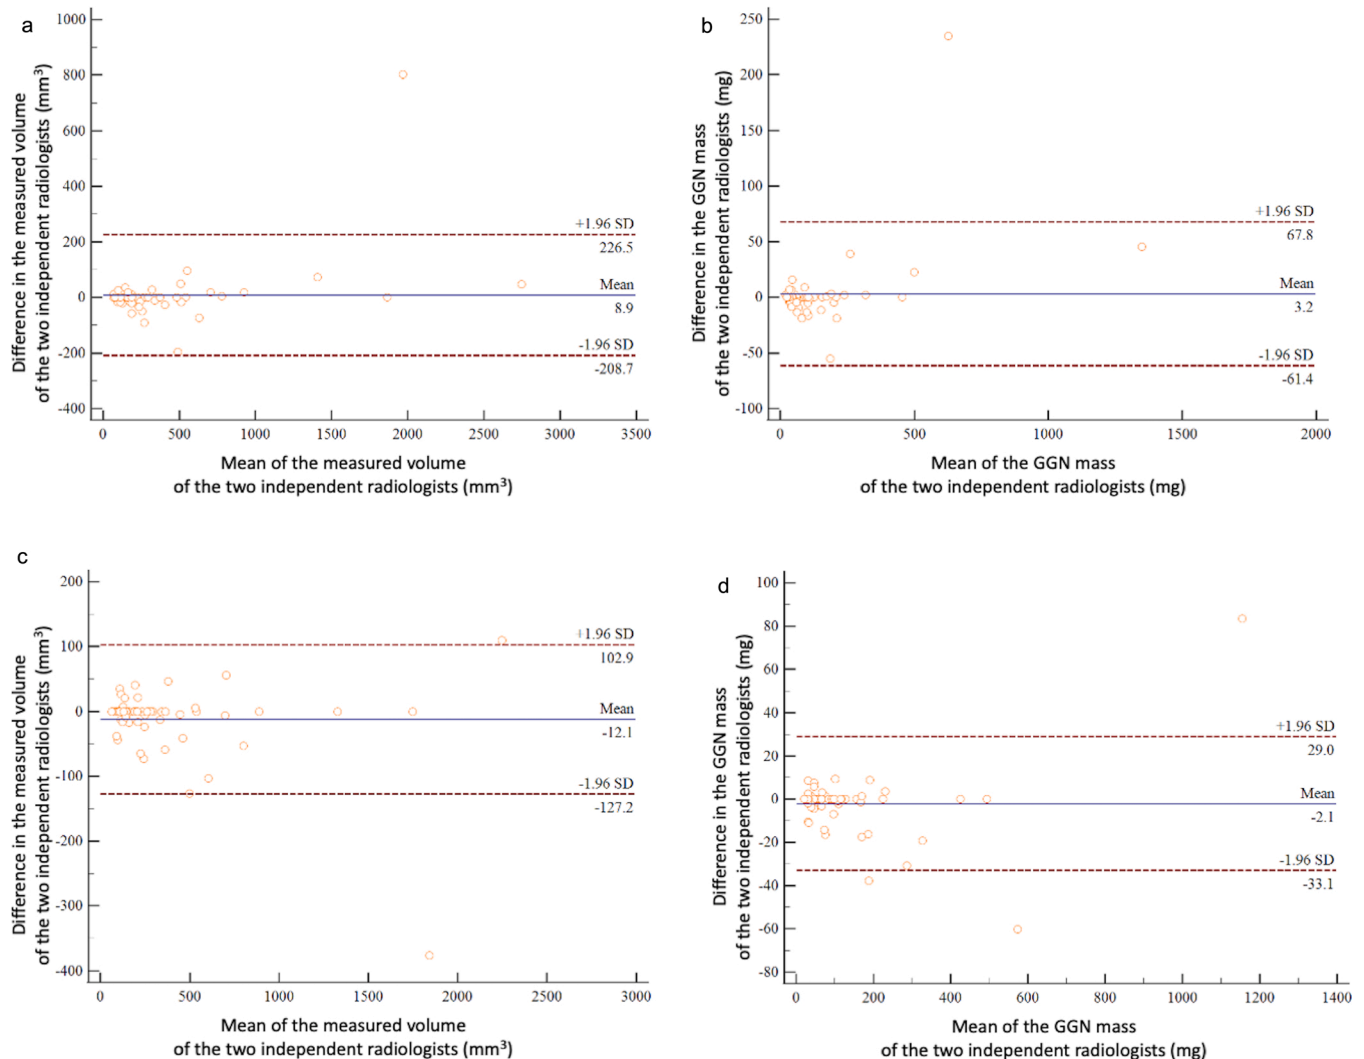 a
Difference in the measured volume
of the two independent radiologists (mm³)
1000
800
600
400
200
0
-200
-400
+1.96 SD
226.5
Mean
8.9
-1.96 SD
-208.7
0 500 1000 1500 2000 2500 3000 3500
Mean of the measured volume
of the two independent radiologists (mm³)
b
Difference in the GGN mass
of the two independent radiologists (mg)
250
200
150
100
50
0
-50
-100
+1.96 SD
67.8
Mean
3.2
-1.96 SD
-61.4
0 500 1000 1500 2000
Mean of the GGN mass
of the two independent radiologists (mg)
c
Difference in the measured volume
of the two independent radiologists (mm³)
200
100
0
-100
-200
-300
-400
+1.96 SD
102.9
Mean
-12.1
-1.96 SD
-127.2
0 500 1000 1500 2000 2500 3000
Mean of the measured volume
of the two independent radiologists (mm³)
d
Difference in the GGN mass
of the two independent radiologists (mg)
100
80
60
40
20
0
-20
-40
-60
-80
+1.96 SD
29.0
Mean
-2.1
-1.96 SD
-33.1
0 200 400 600 800 1000 1200 1400
Mean of the GGN mass
of the two independent radiologists (mg)